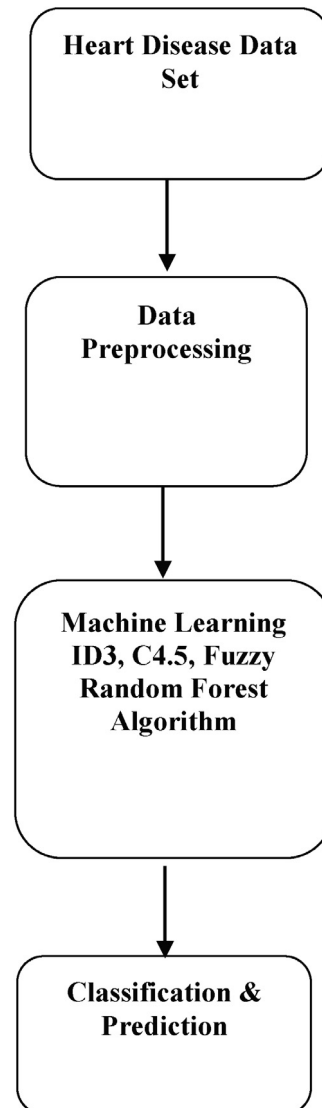 Heart Disease Data
Set
Data
Preprocessing
Machine Learning
ID3, C4.5, Fuzzy
Random Forest
Algorithm
Classification &
Prediction